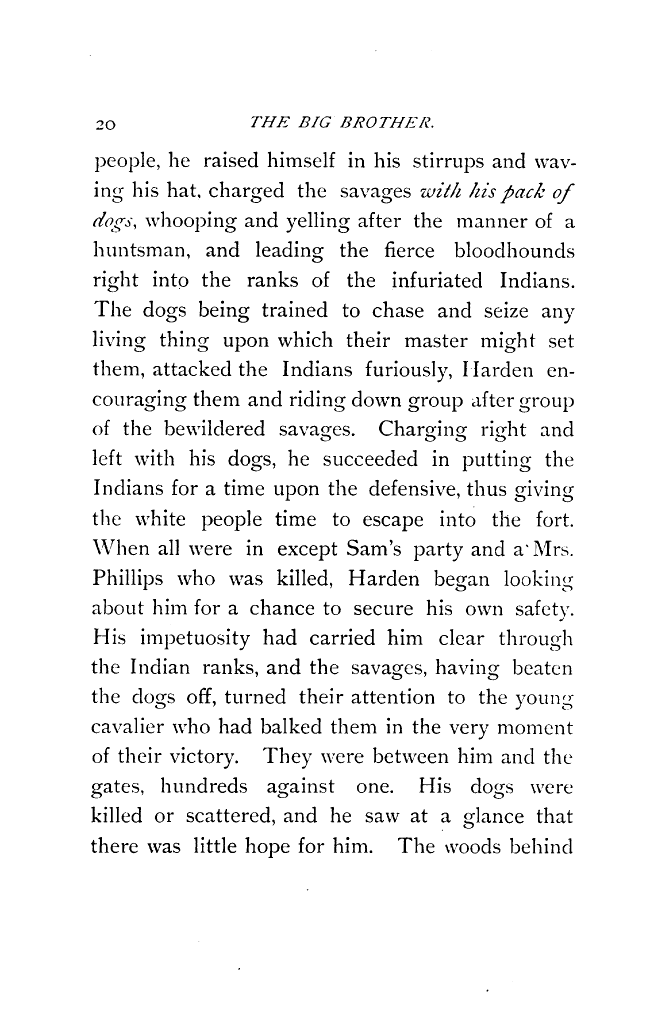 20 THE BIG BROTHER.
people, he raised himself in his stirrups and wav-
ing his hat, charged the savages with his pack of
dogs, whooping and yelling after the manner of a
huntsman, and leading the fierce bloodhounds
right into the ranks of the infuriated Indians.
The dogs being trained to chase and seize any
living thing upon which their master might set
them, attacked the Indians furiously, Harden en-
couraging them and riding down group after group
of the bewildered savages. Charging right and
left with his dogs, he succeeded in putting the
Indians for a time upon the defensive, thus giving
the white people time to escape into the fort.
When all were in except Sam's party and a Mrs.
Phillips who was killed, Harden began looking
about him for a chance to secure his own safety.
His impetuosity had carried him clear through
the Indian ranks, and the savages, having beaten
the dogs off, turned their attention to the young
cavalier who had balked them in the very moment
of their victory. They were between him and the
gates, hundreds against one. His dogs were
killed or scattered, and he saw at a glance that
there was little hope for him. The woods behind